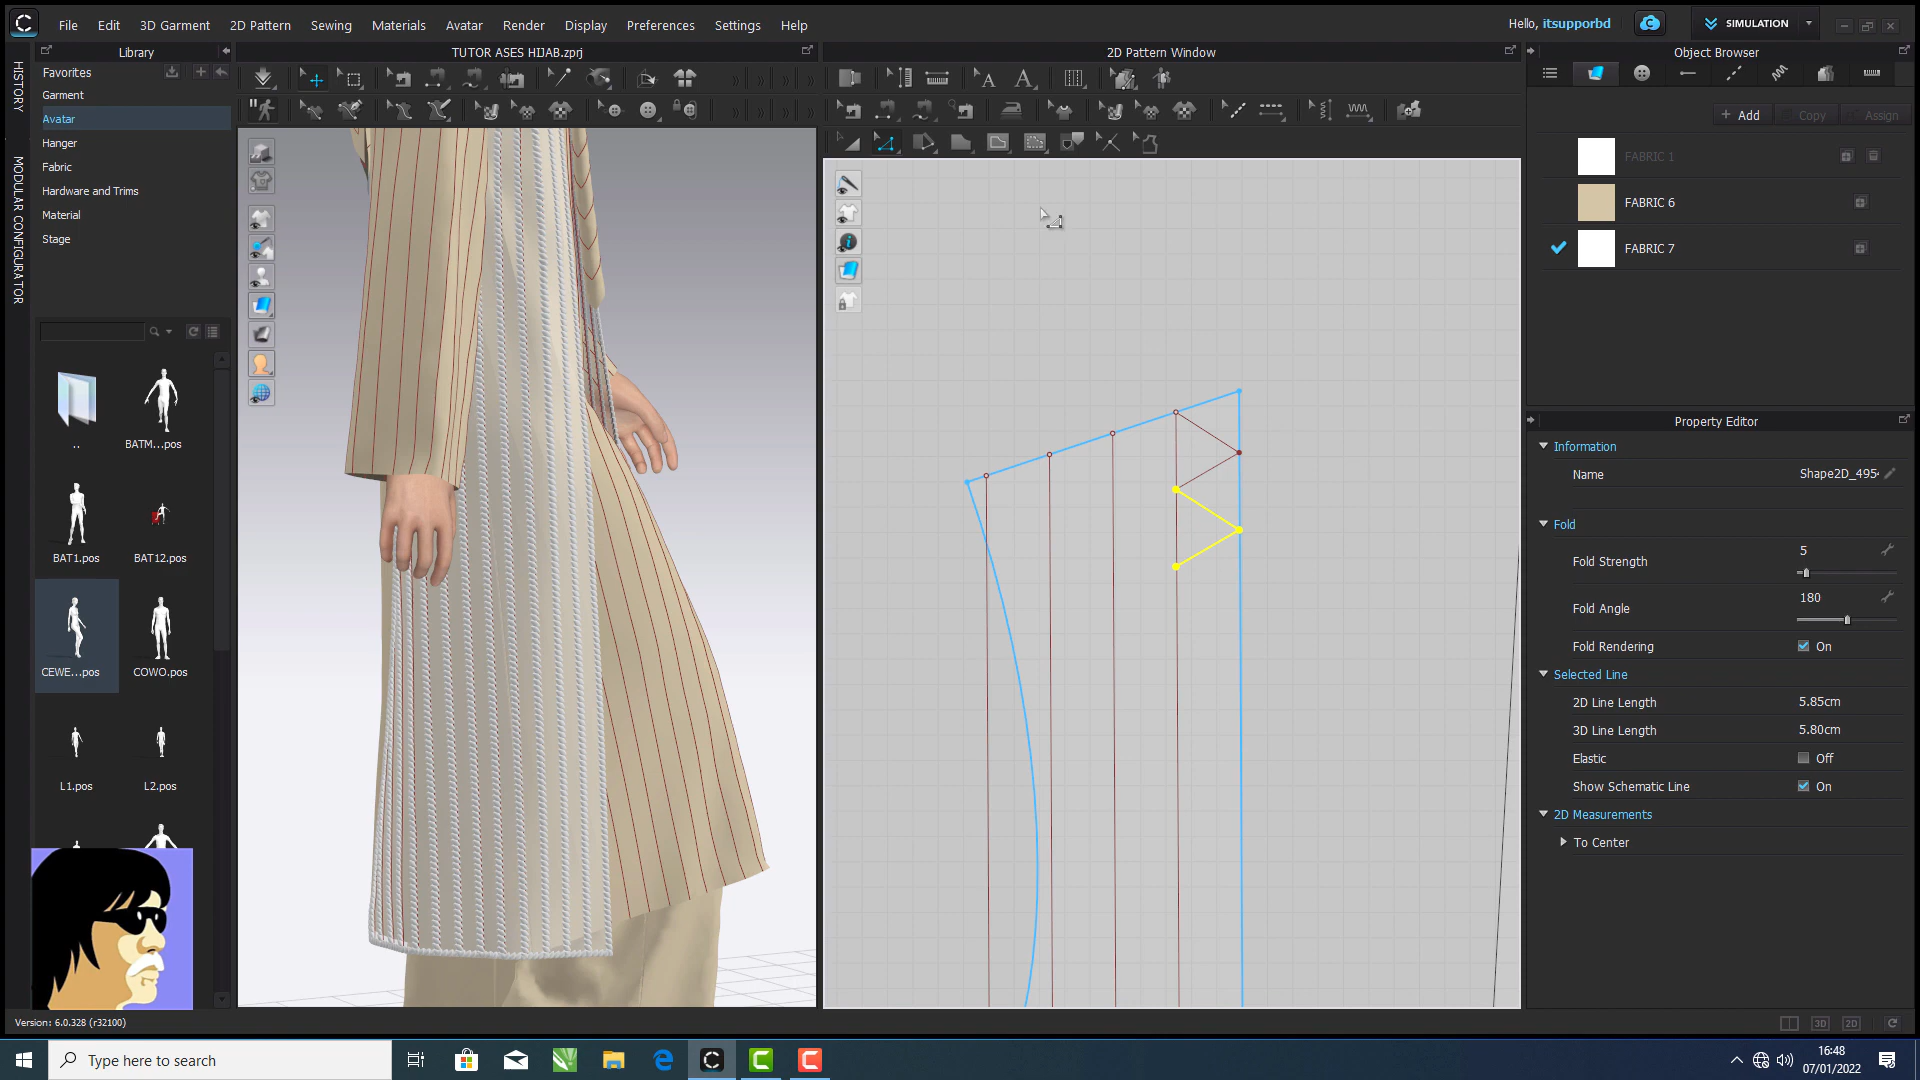 File Edit 3D Garment 2D Pattern Sewing Materials Avatar Render Display Preferences Settings Help
Hello, itsupporbd
SIMULATION
HISTORY
MODULAR CONFIGURATOR
Library
TUTOR ASES HIJAB.zprj
2D Pattern Window
Object Browser
Favorites
Garment
Avatar
Hanger
Fabric
Hardware and Trims
Material
Stage
..
BATM...pos
BAT1.pos
BAT12.pos
CEWE...pos
COWO.pos
L1.pos
L2.pos
Add
Copy
Assign
FABRIC 1
FABRIC 6
FABRIC 7
Property Editor
Information
Name Shape2D_495
Fold
Fold Strength 5
Fold Angle 180
Fold Rendering On
Selected Line
2D Line Length 5.85cm
3D Line Length 5.80cm
Elastic Off
Show Schematic Line On
2D Measurements
To Center
Version: 6.0.328 (r32100)
3D
2D
Type here to search
16:48
07/01/2022